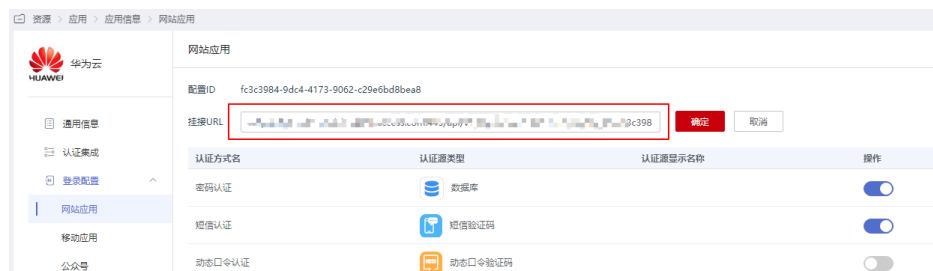 资源 > 应用 > 应用信息 > 网站应用
HUAWEI
华为云
网站应用
配置ID fc3c3984-9dc4-4173-9062-c29e6bd8bea8
挂接URL 3c398 确定 取消
通用信息
认证集成
登录配置
网站应用
移动应用
公众号
认证方式名 认证源类型 认证源显示名称 操作
密码认证 数据库
短信认证 短信验证码
动态口令认证 动态口令验证码